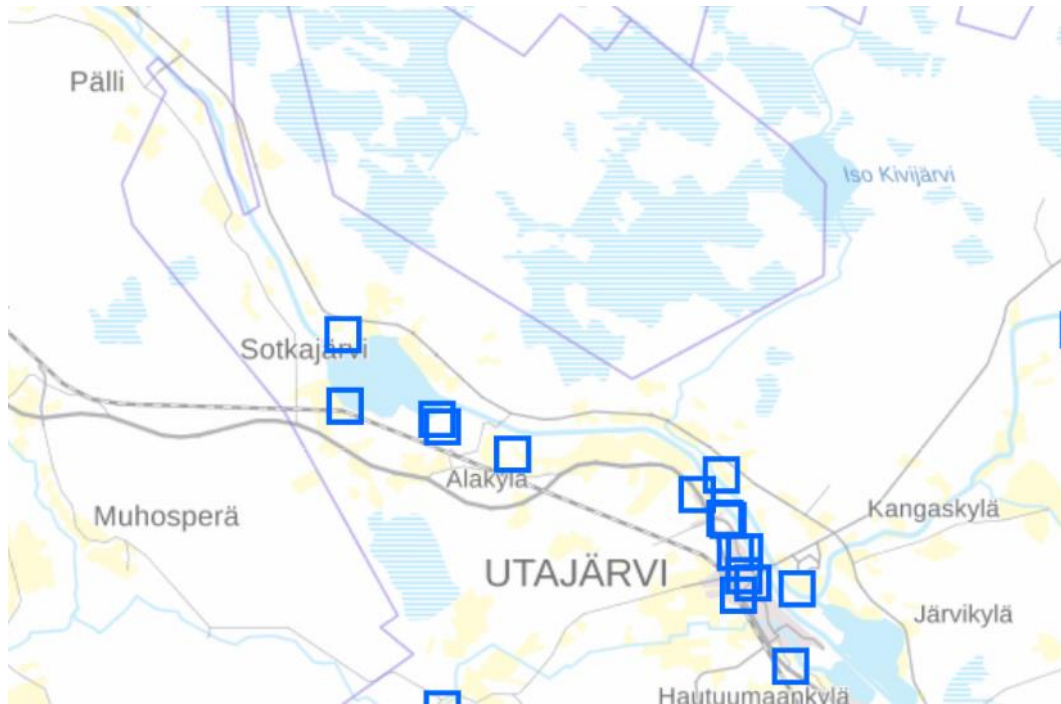 Pälli
Iso Kivijärvi
Sotkajärvi
Alakylä
Muhosperä
Kangaskylä
UTAJÄRVI
Järvikylä
Hautuumaankylä